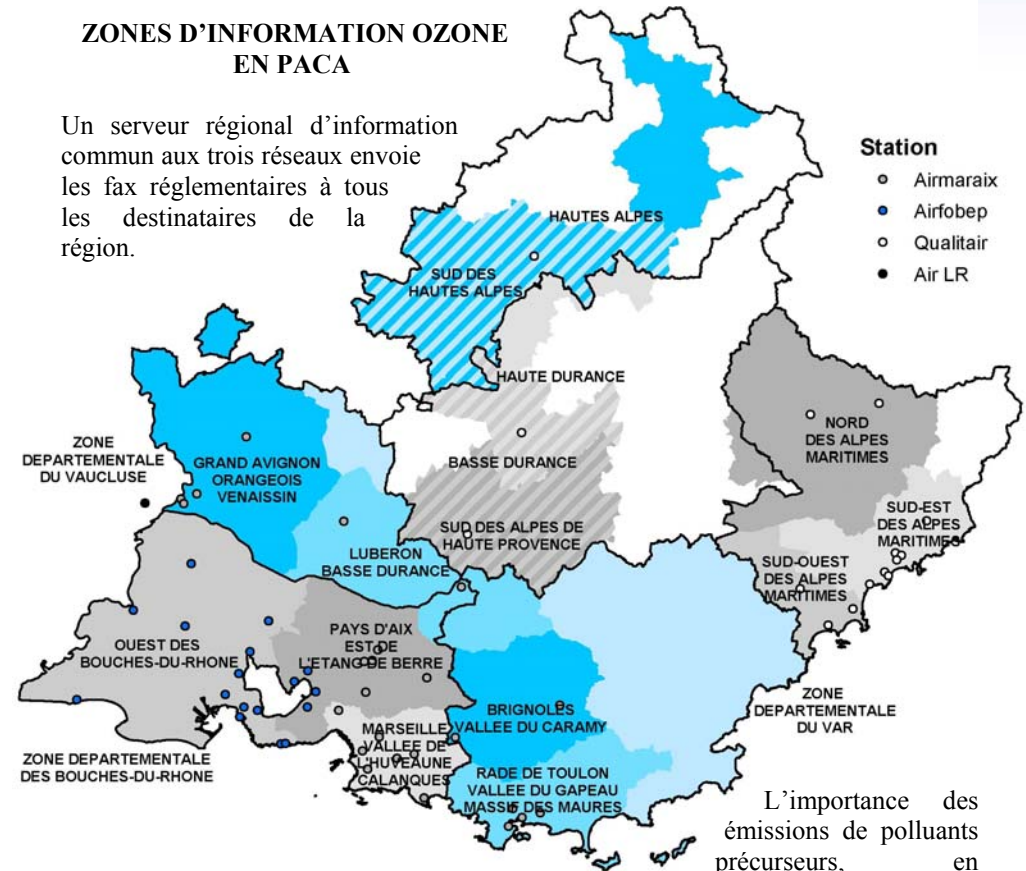 ZONES D'INFORMATION OZONE
EN PACA
Un serveur régional d'information
commun aux trois réseaux envoie
les fax réglementaires à tous
les destinataires de la
région.
Station
Airmaraix
Airfobep
Qualitair
Air LR
HAUTES ALPES
SUD DES
HAUTES ALPES
HAUTE DURANCE
BASSE DURANCE
SUD DES ALPES DE
HAUTE PROVENCE
NORD
DES ALPES
MARITIMES
SUD-EST
DES ALPES
MARITIMES
SUD-OUEST
DES ALPES
MARITIMES
ZONE
DEPARTEMENTALE
DU VAUCLUSE
GRAND AVIGNON
ORANGEOIS
VENAISSIN
LUBERON
BASSE DURANCE
OUEST DES
BOUCHES-DU-RHONE
PAYS D'AIX
EST DE
L'ETANG DE BERRE
MARSEILLE
VALLEE DE
L'HUVEAUNE
CALANQUES
ZONE DEPARTEMENTALE
DES BOUCHES-DU-RHONE
BRIGNOLES
VALLEE DU CARAMY
RADE DE TOULON
VALLEE DU GAPEAU
MASSIF DES MAURES
ZONE
DEPARTEMENTALE
DU VAR
L'importance des
émissions de polluants
précurseurs, en